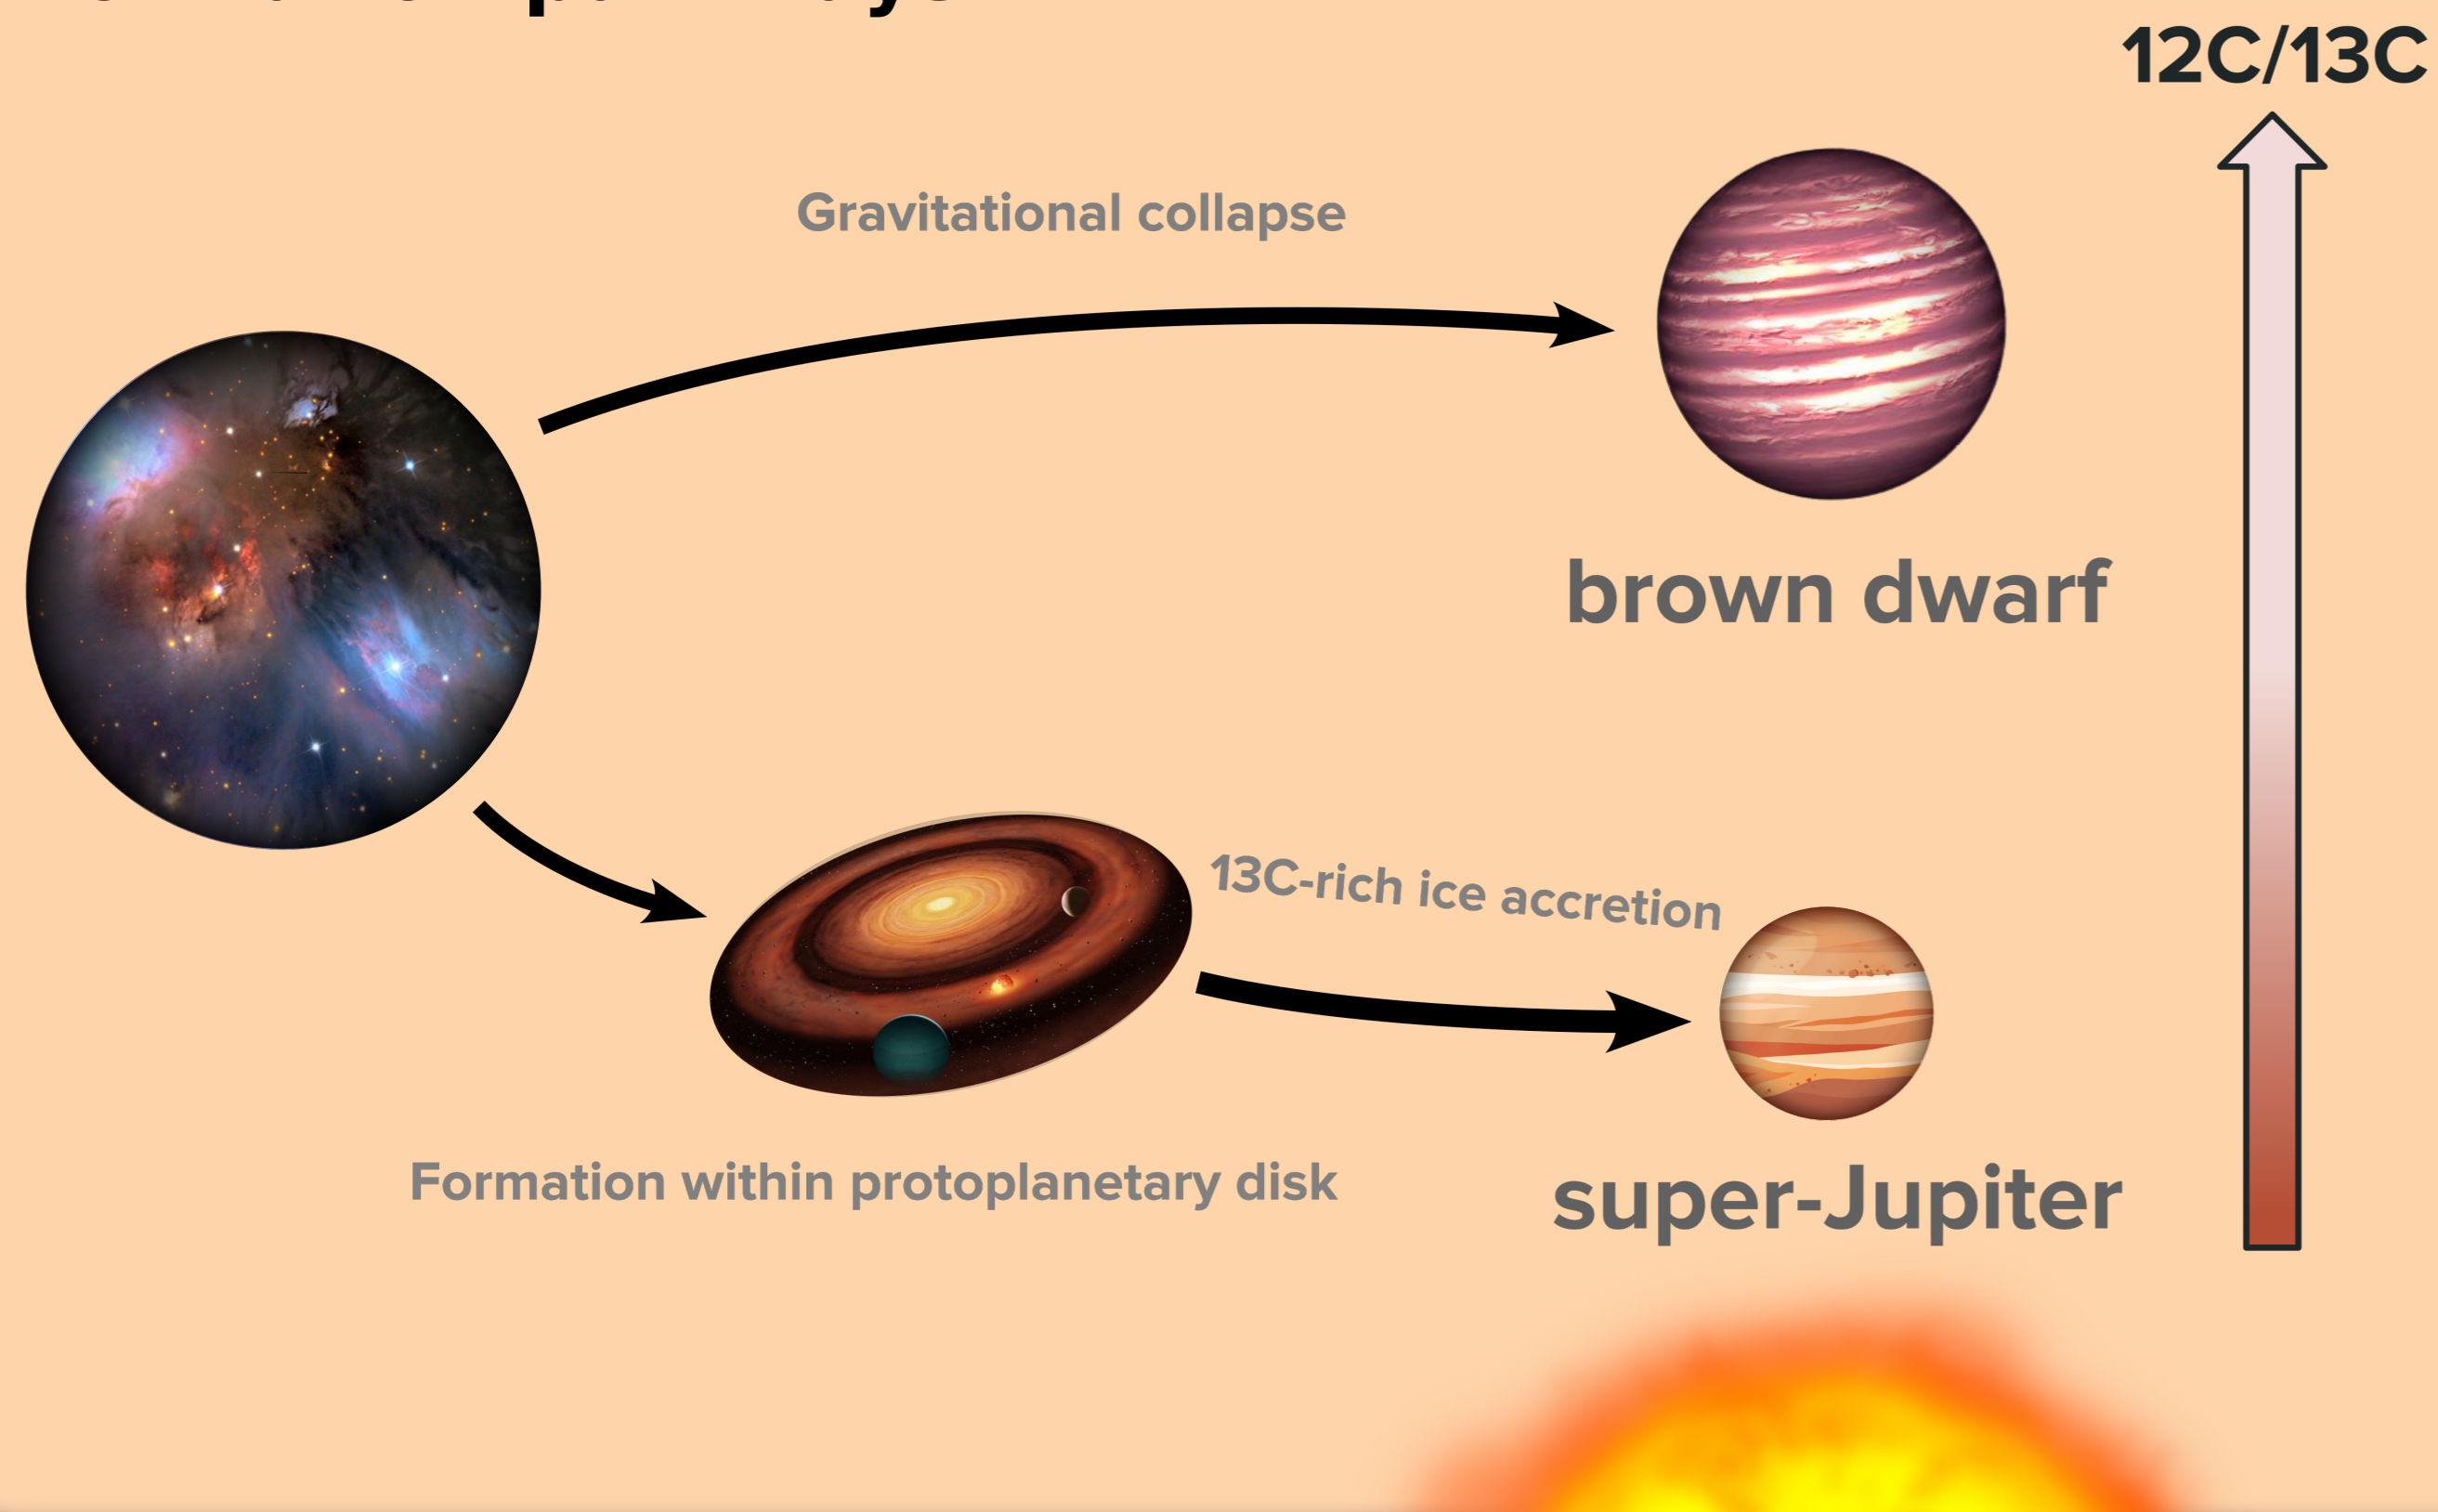 12C/13C
Gravitational collapse
brown dwarf
13C-rich ice accretion
Formation within protoplanetary disk
super-Jupiter